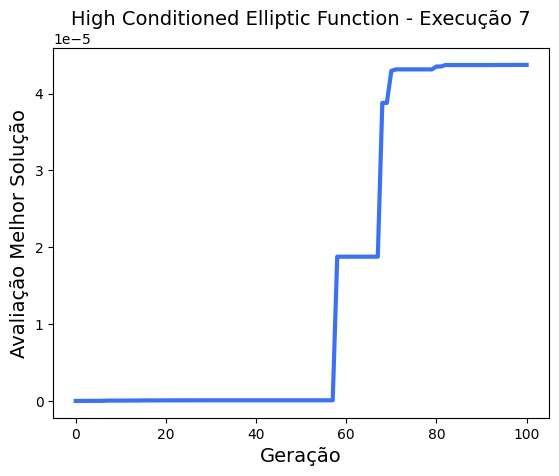 High Conditioned Elliptic Function - Execução 7
1e−5
Avaliação Melhor Solução
4
3
2
1
0
0 20 40 60 80 100
Geração